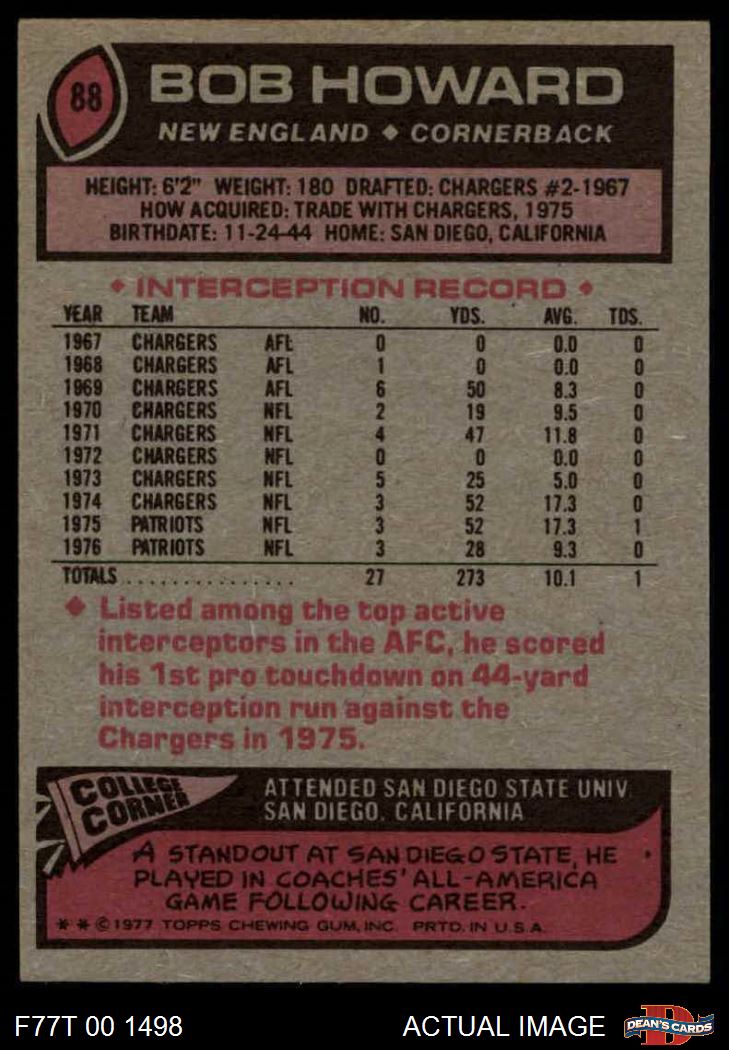 88
BOB HOWARD
NEW ENGLAND ◆ CORNERBACK
HEIGHT: 6'2" WEIGHT: 180 DRAFTED: CHARGERS #2-1967
HOW ACQUIRED: TRADE WITH CHARGERS, 1975
BIRTHDATE: 11-24-44 HOME: SAN DIEGO, CALIFORNIA
◆ INTERCEPTION RECORD ◆
YEAR TEAM NO. YDS. AVG. TDS.
1967 CHARGERS AFL 0 0 0.0 0
1968 CHARGERS AFL 1 0 0.0 0
1969 CHARGERS AFL 6 50 8.3 0
1970 CHARGERS NFL 2 19 9.5 0
1971 CHARGERS NFL 4 47 11.8 0
1972 CHARGERS NFL 0 0 0.0 0
1973 CHARGERS NFL 5 25 5.0 0
1974 CHARGERS NFL 3 52 17.3 0
1975 PATRIOTS NFL 3 52 17.3 1
1976 PATRIOTS NFL 3 28 9.3 0
TOTALS............... 27 273 10.1 1
◆ Listed among the top active
interceptors in the AFC, he scored
his 1st pro touchdown on 44-yard
interception run against the
Chargers in 1975.
COLLEGE
CORNER
ATTENDED SAN DIEGO STATE UNIV
SAN DIEGO, CALIFORNIA
A STANDOUT AT SAN DIEGO STATE, HE
PLAYED IN COACHES' ALL-AMERICA
GAME FOLLOWING CAREER.
* * © 1977 TOPPS CHEWING GUM, INC. PRTD. IN U.S.A.
F77T 00 1498
ACTUAL IMAGE
D
DEAN'S CARDS